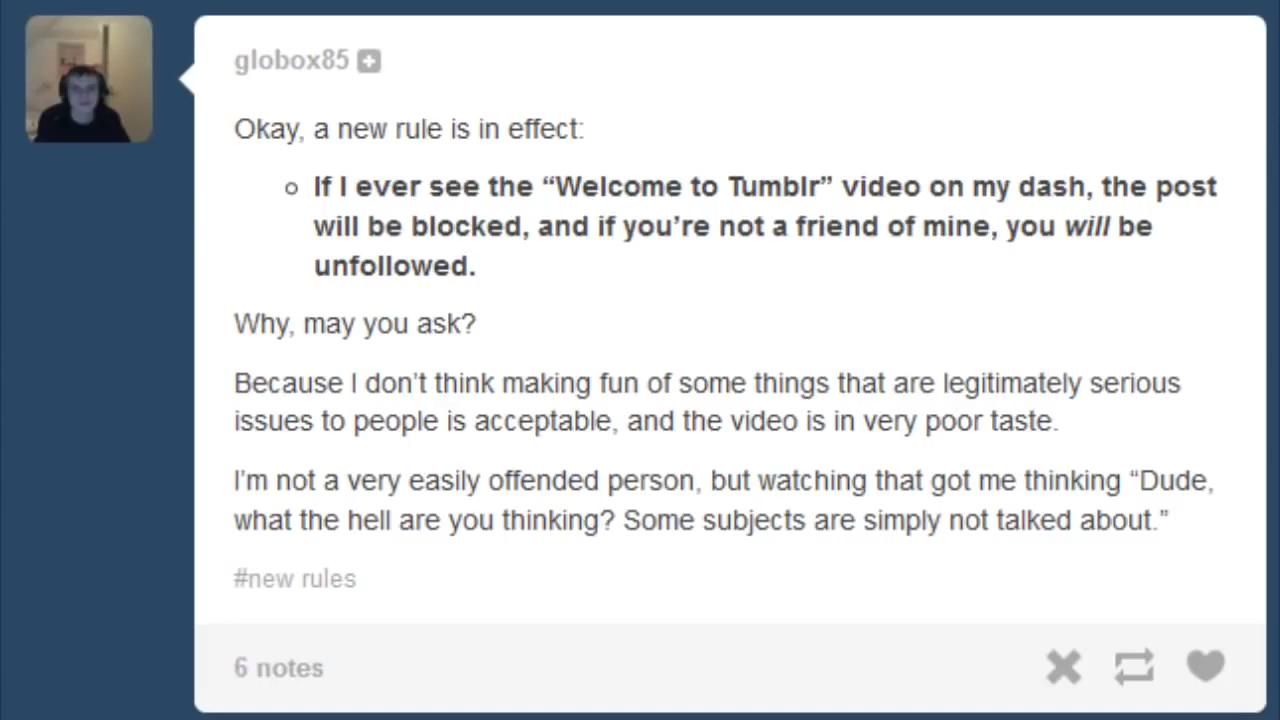 globox85
Okay, a new rule is in effect:
If I ever see the “Welcome to Tumblr” video on my dash, the post
will be blocked, and if you’re not a friend of mine, you will be
unfollowed.
Why, may you ask?
Because I don’t think making fun of some things that are legitimately serious
issues to people is acceptable, and the video is in very poor taste.
I’m not a very easily offended person, but watching that got me thinking “Dude,
what the hell are you thinking? Some subjects are simply not talked about.”
#new rules
6 notes